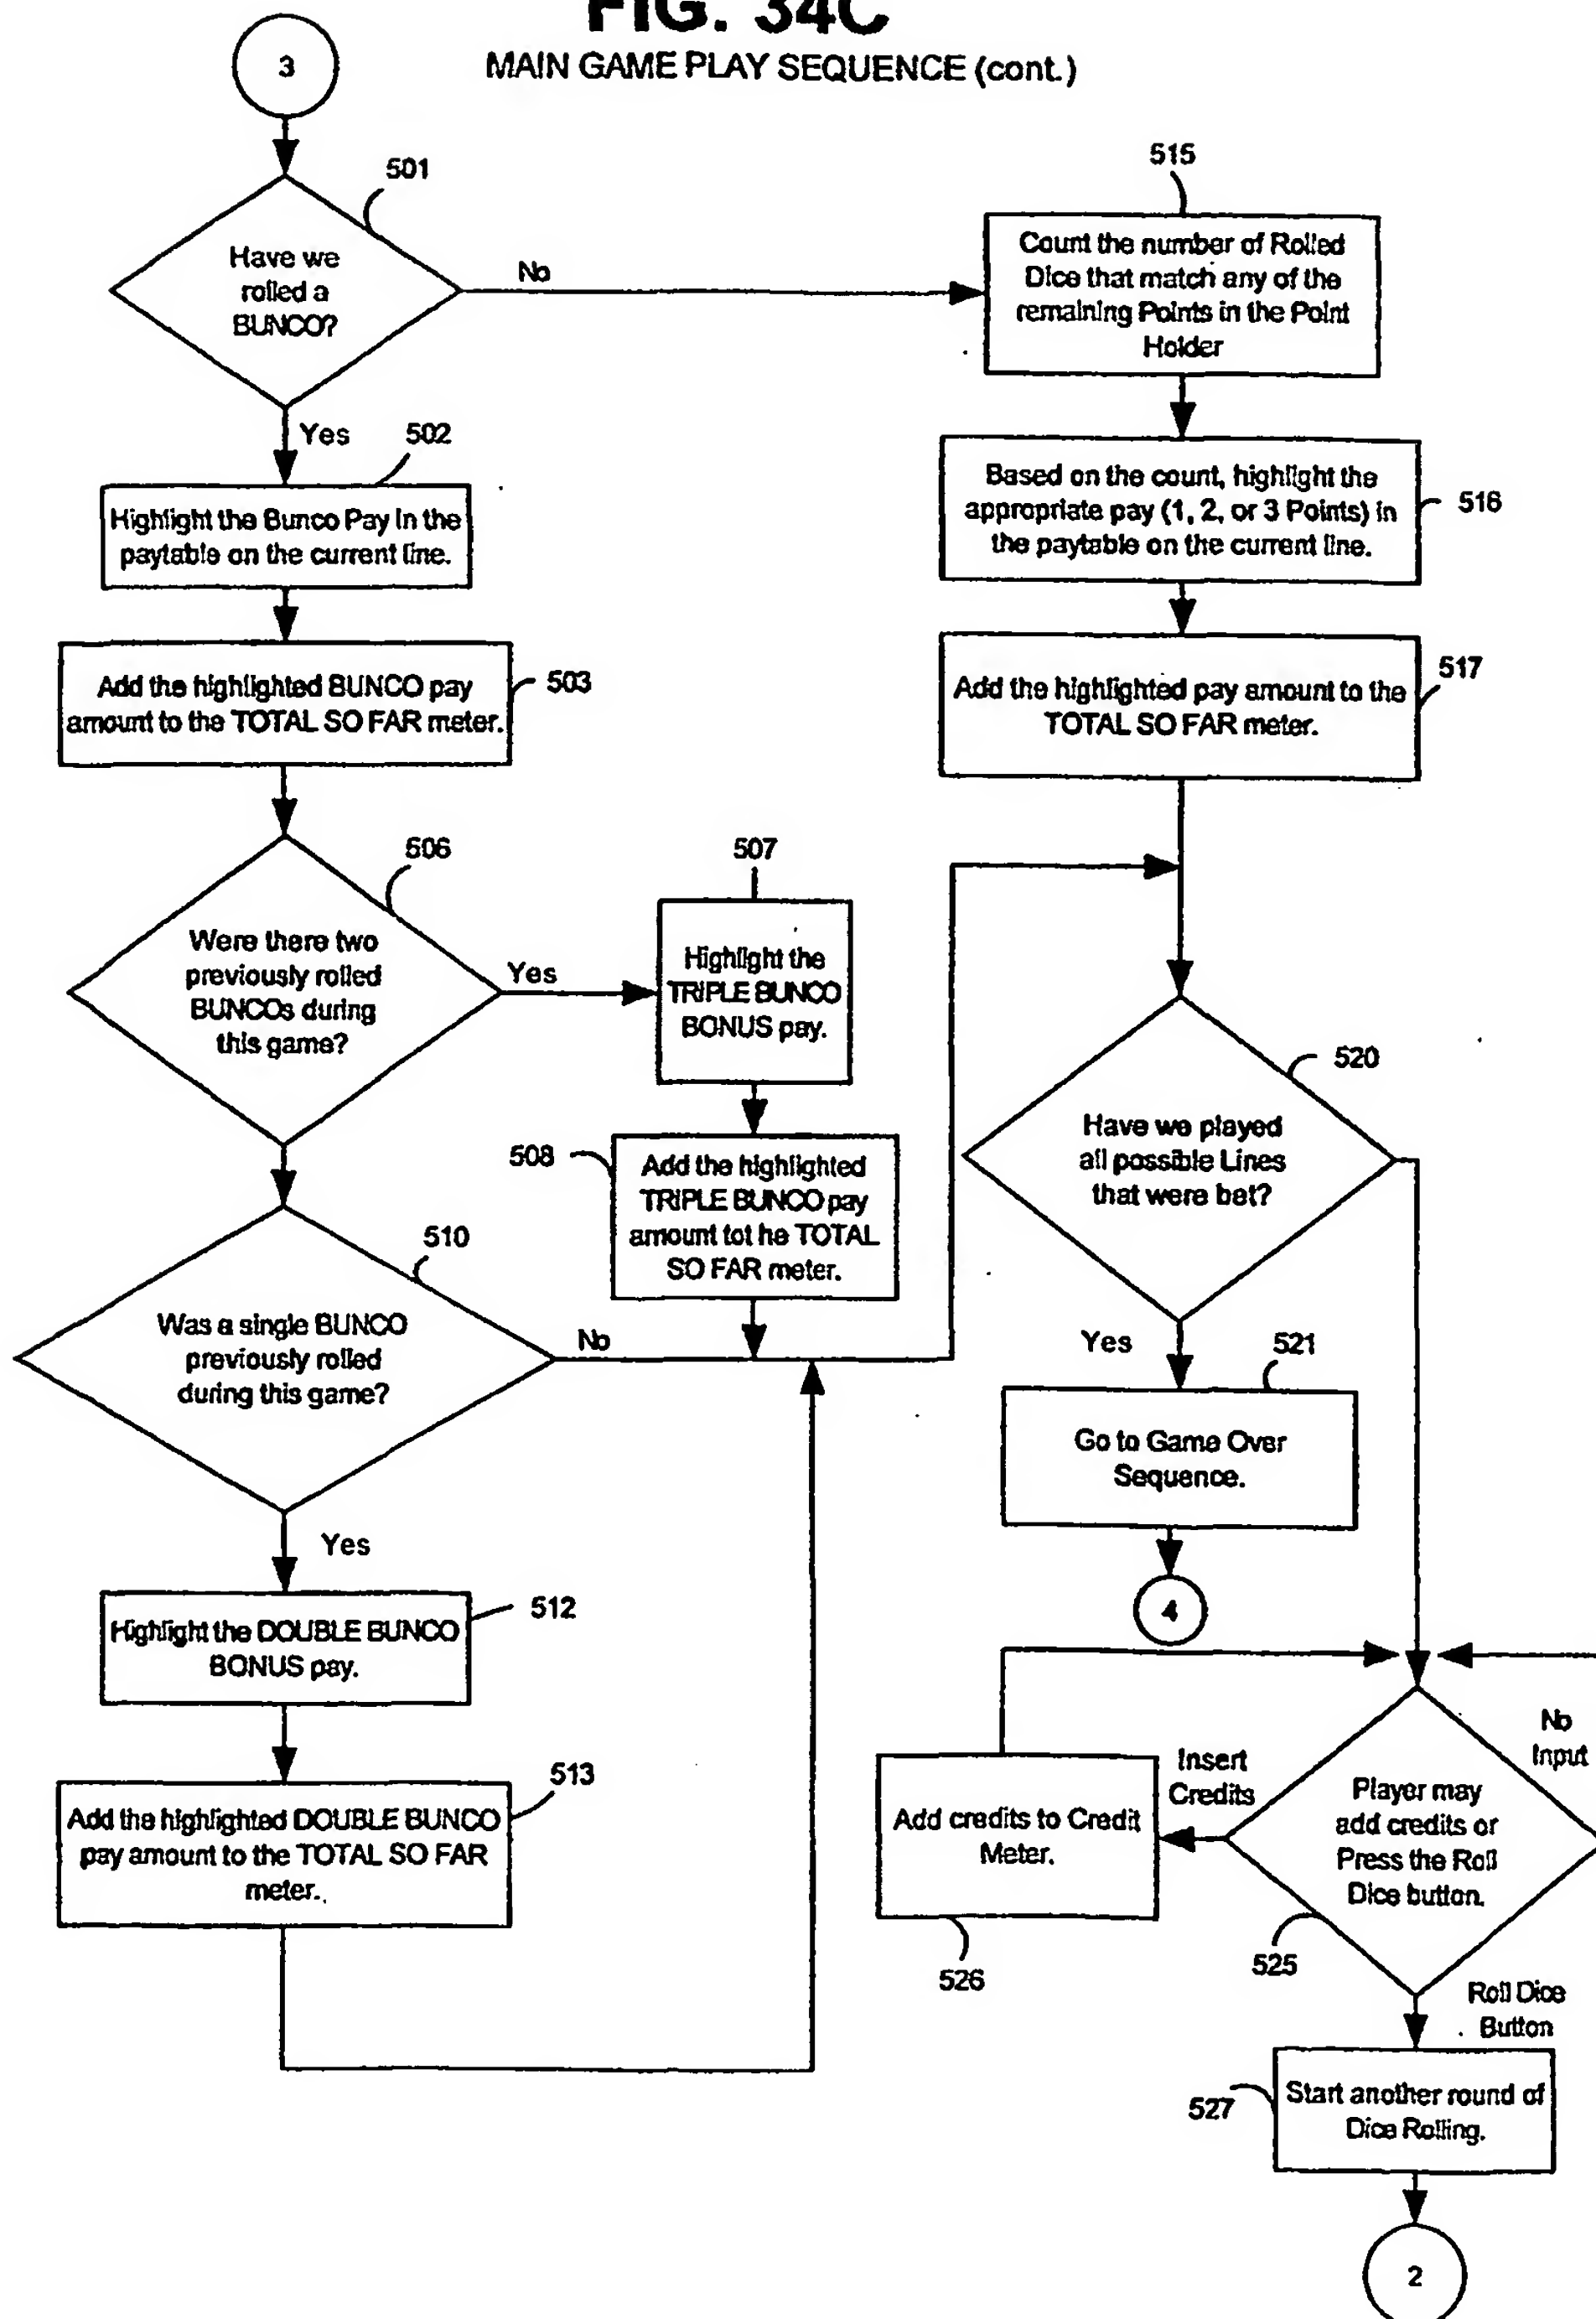 FIG. 34C
MAIN GAME PLAY SEQUENCE (cont.)
3
501
Have we
rolled a
BUNCO?
No
Yes
502
Highlight the Bunco Pay in the
paytable on the current line.
Add the highlighted BUNCO pay
amount to the TOTAL SO FAR meter.
503
506
Were there two
previously rolled
BUNCOs during
this game?
Yes
507
Highlight the
TRIPLE BUNCO
BONUS pay.
508
Add the highlighted
TRIPLE BUNCO pay
amount tot he TOTAL
SO FAR meter.
510
Was a single BUNCO
previously rolled
during this game?
No
Yes
512
Highlight the DOUBLE BUNCO
BONUS pay.
513
Add the highlighted DOUBLE BUNCO
pay amount to the TOTAL SO FAR
meter.
515
Count the number of Rolled
Dice that match any of the
remaining Points in the Point
Holder
Based on the count, highlight the
appropriate pay (1, 2, or 3 Points) in
the paytable on the current line.
516
517
Add the highlighted pay amount to the
TOTAL SO FAR meter.
520
Have we played
all possible Lines
that were bet?
Yes
521
Go to Game Over
Sequence.
4
No
Input
Insert
Credits
Player may
add credits or
Press the Roll
Dice button.
Add credits to Credit
Meter.
525
526
Roll Dice
Button
527
Start another round of
Dice Rolling.
2